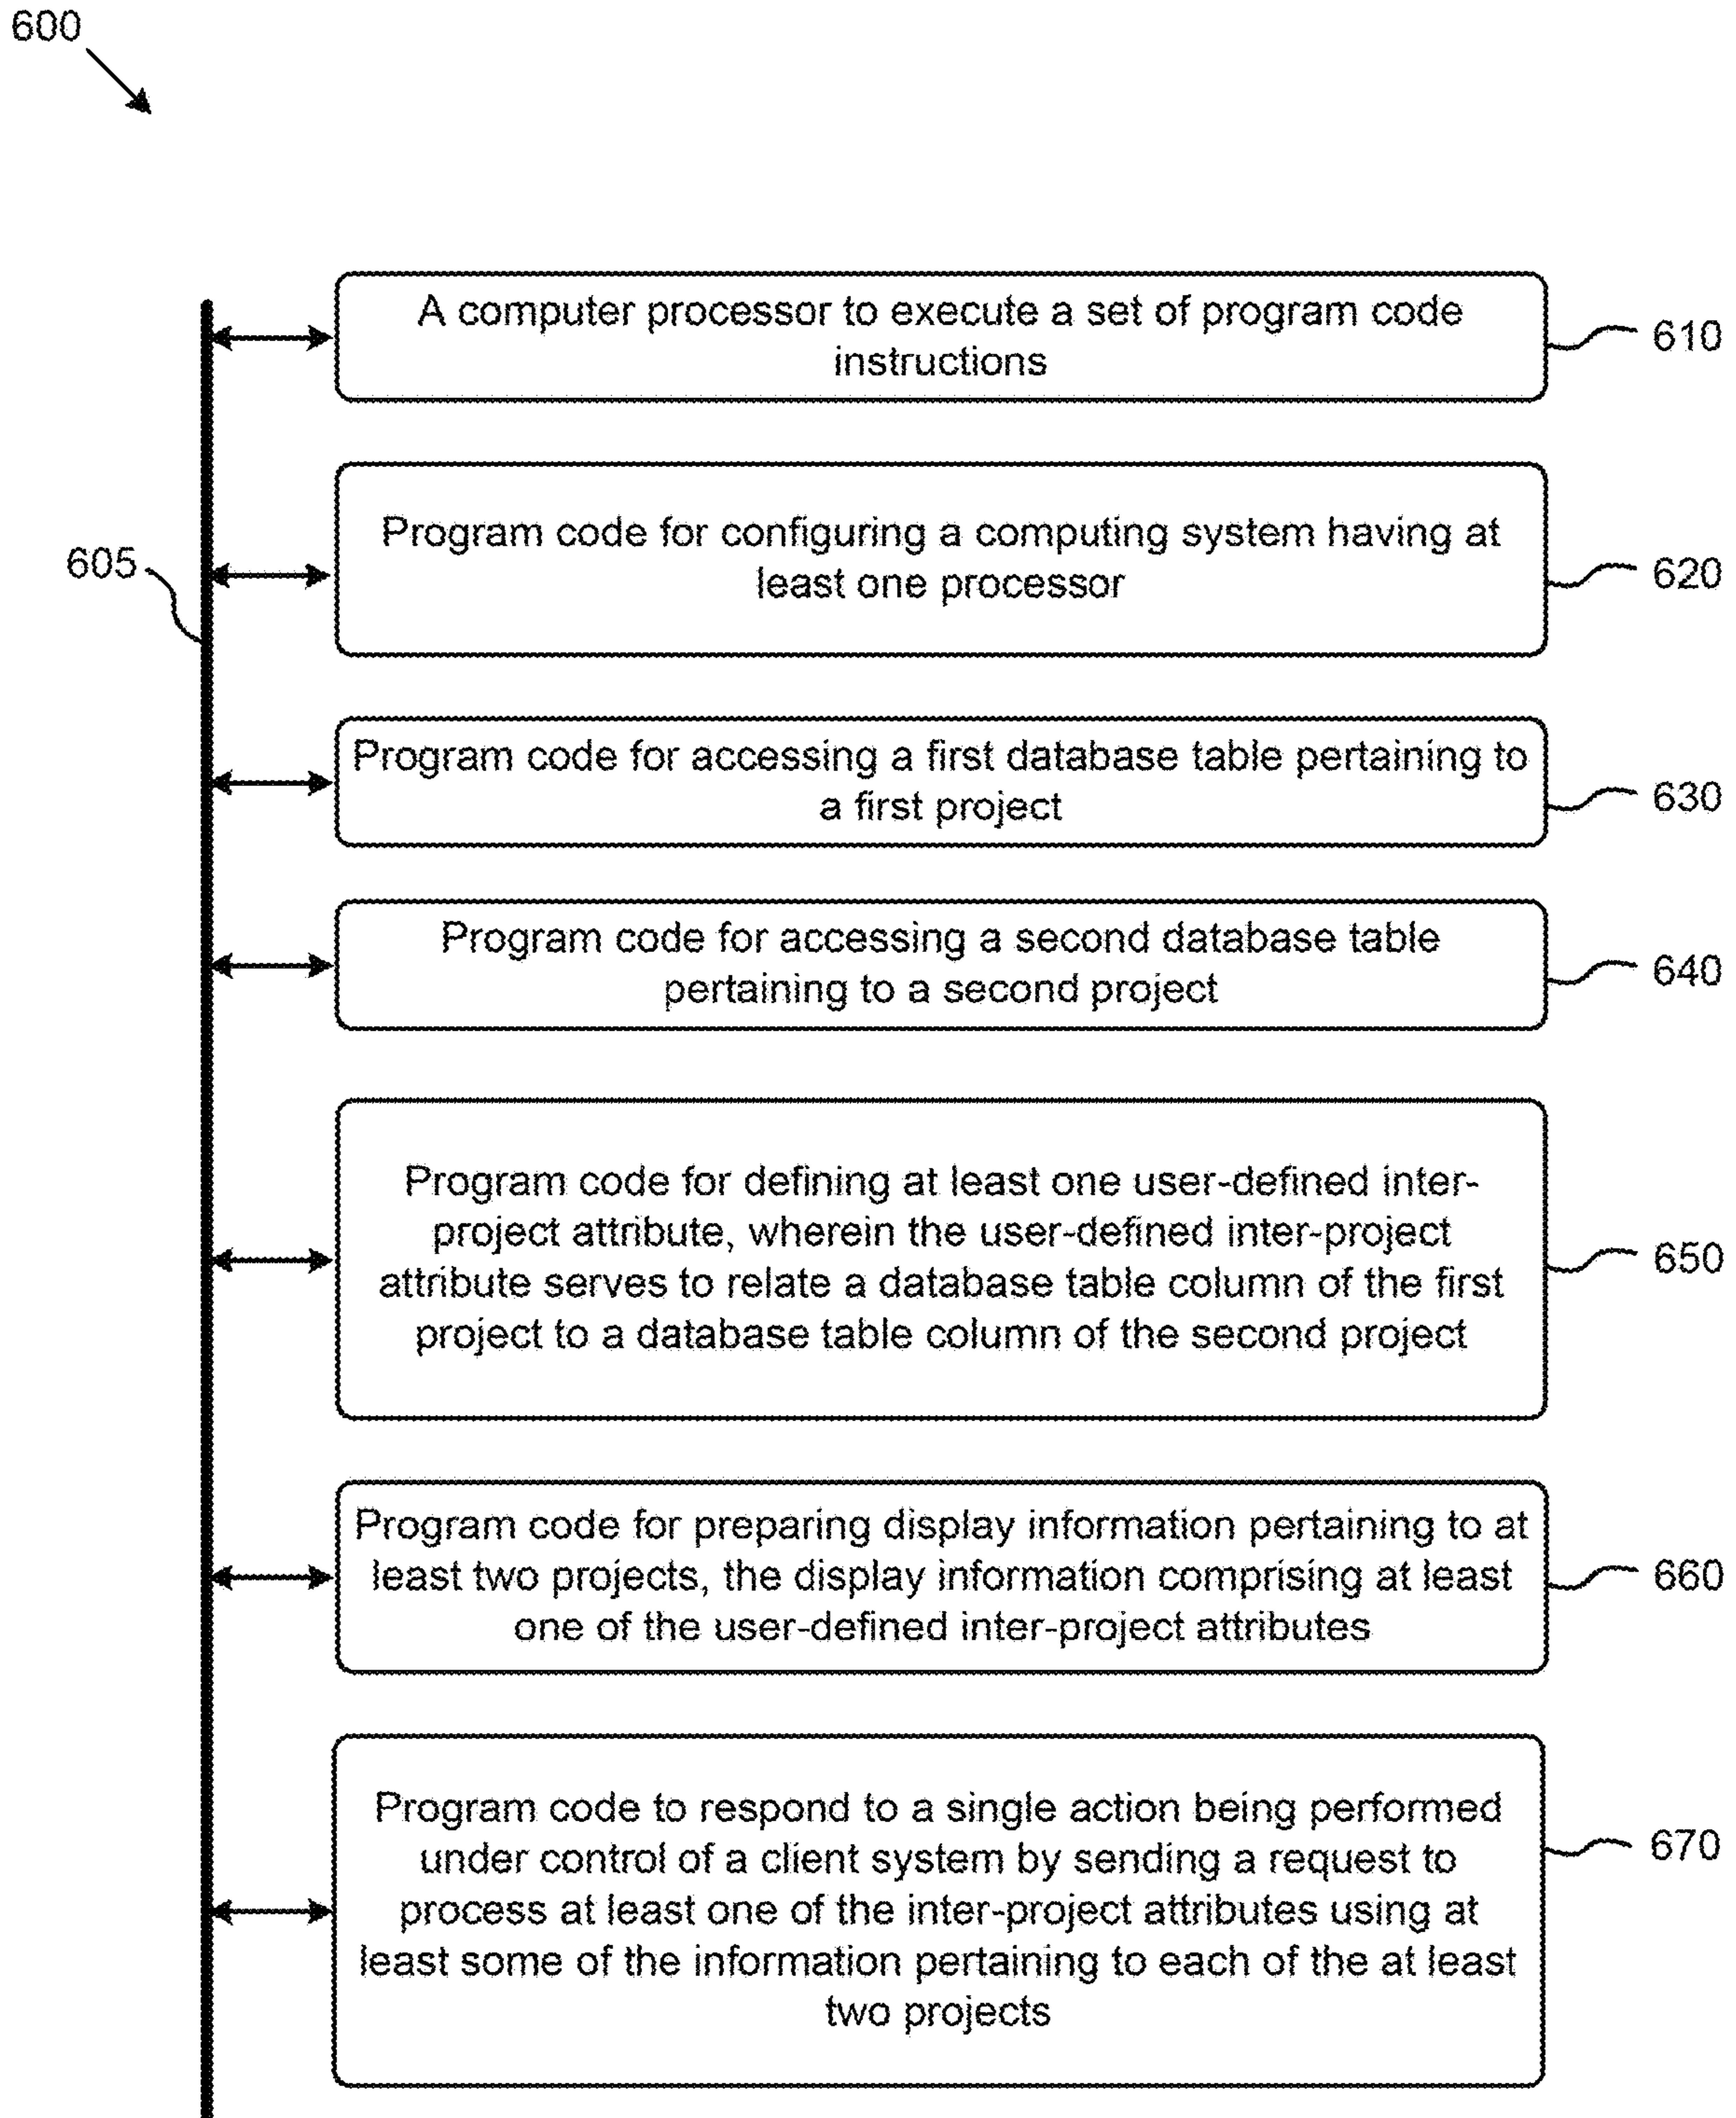 600
A computer processor to execute a set of program code
instructions
610
Program code for configuring a computing system having at
least one processor
605
620
Program code for accessing a first database table pertaining to
a first project
630
Program code for accessing a second database table
pertaining to a second project
640
Program code for defining at least one user-defined inter-
project attribute, wherein the user-defined inter-project
attribute serves to relate a database table column of the first
project to a database table column of the second project
650
Program code for preparing display information pertaining to at
least two projects, the display information comprising at least
one of the user-defined inter-project attributes
660
Program code to respond to a single action being performed
under control of a client system by sending a request to
process at least one of the inter-project attributes using at
least some of the information pertaining to each of the at least
two projects
670